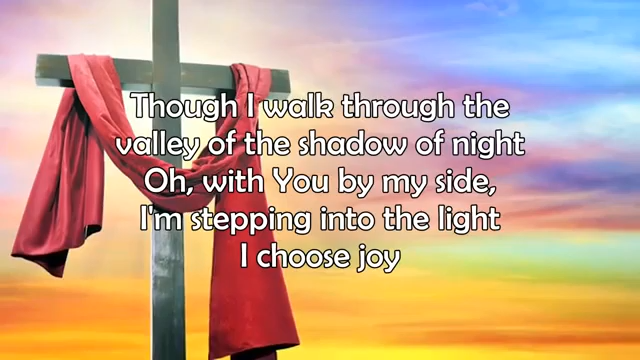 Though I walk through the
valley of the shadow of night
Oh, with You by my side,
I'm stepping into the light
I choose joy